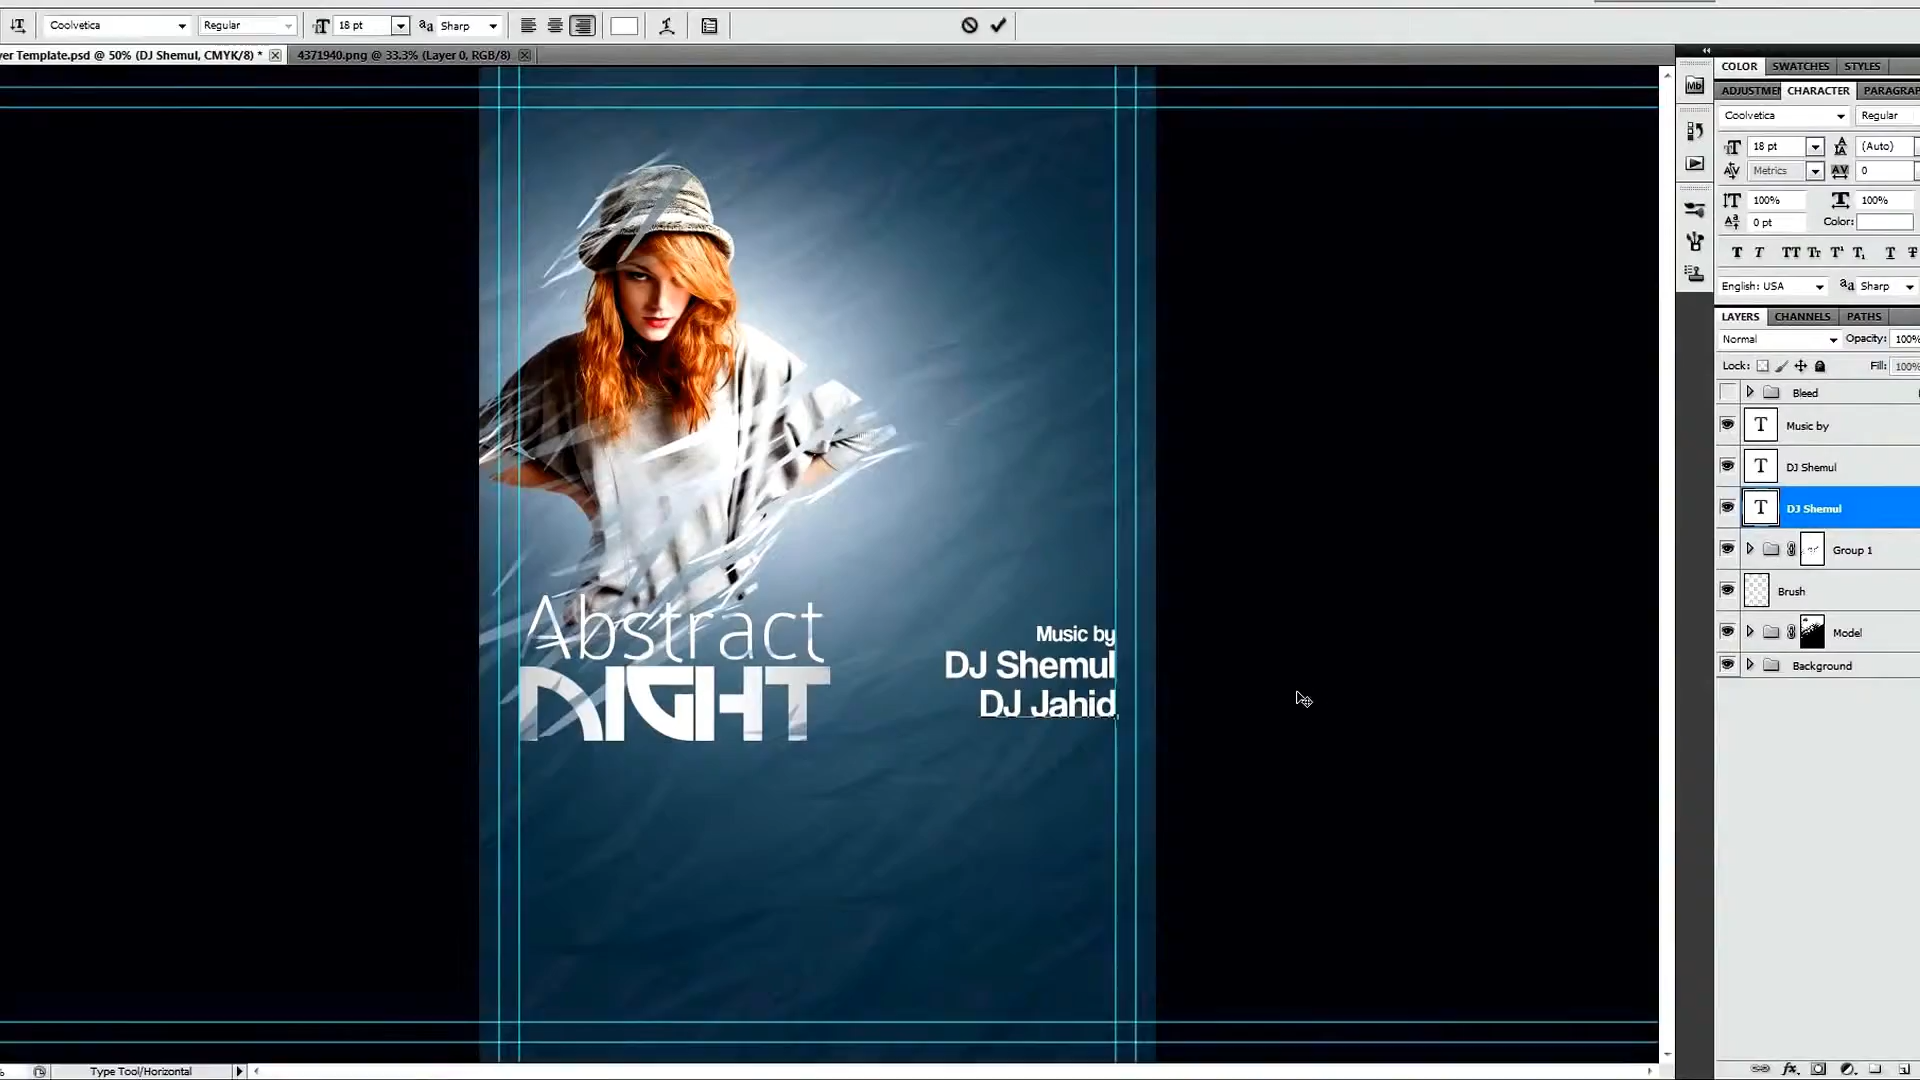 Coolvetica Regular 18 pt Sharp
er Template.psd @ 50% (DJ Shemul, CMYK/8) * 4371940.png @ 33.3% (Layer 0, RGB/8)
COLOR SWATCHES STYLES
Mb
CHARACTER
Coolvetica Regular
18 pt (Auto)
Metrics 0
100% 100%
0 pt Color:
English: USA Sharp
LAYERS CHANNELS PATHS
Normal Opacity: 100%
Lock: Fill: 100%
Bleed
Music by
DJ Shemul
DJ Shemul
Group 1
Brush
Model
Background
Abstract
NIGHT
Music by
DJ Shemul
DJ Jahid
Type Tool/Horizontal